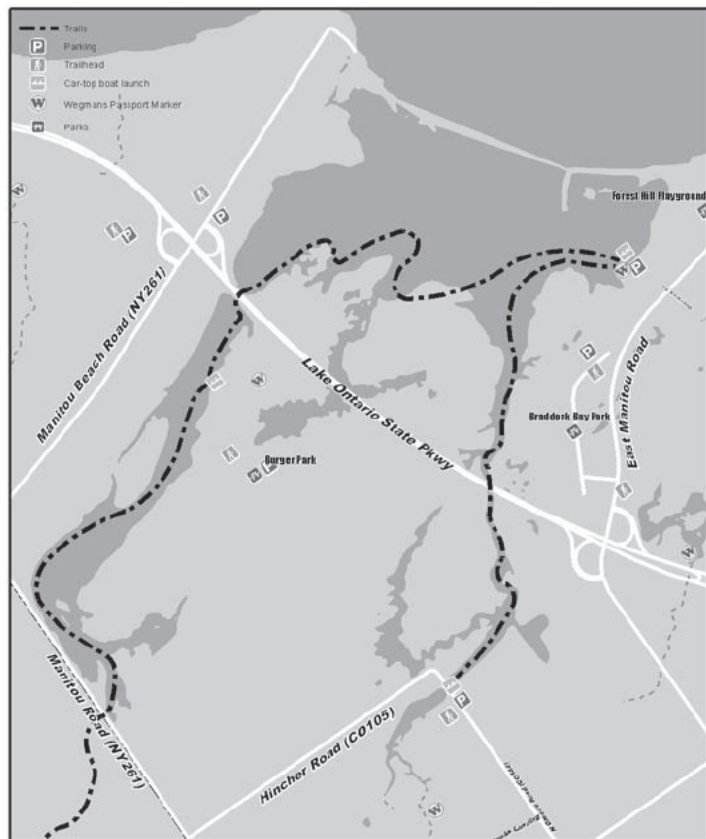 Trails
P
Parking
Trailhead
Car-top boat launch
W
Wegmans Passport Marker
Parks
W
P
P
Forest Hill Playground
W
P
Manitou Beach Road (NY261)
Lake Ontario State Pkwy
W
P
Braddock Bay Park
East Manitou Road
Burger Park
P
W
Manitou Road (NY261)
Hincher Road (CO105)
P
W